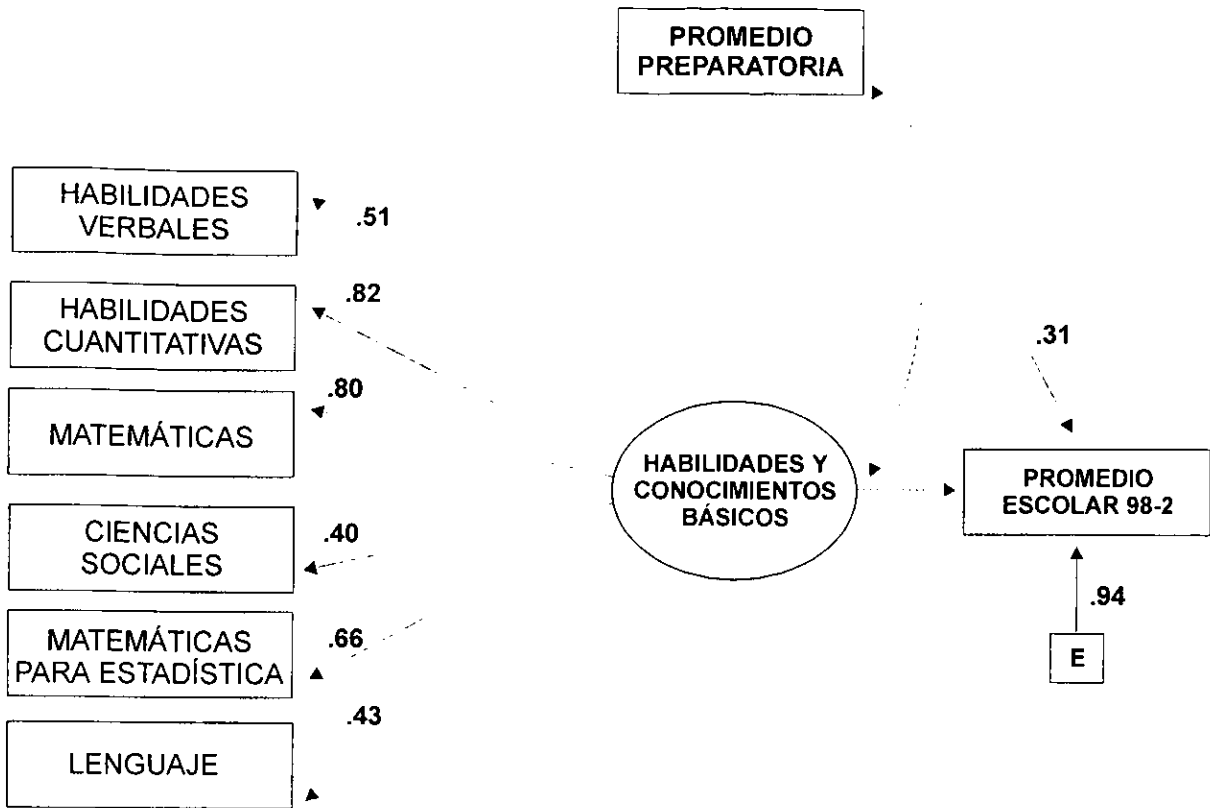 PROMEDIO
PREPARATORIA
HABILIDADES
VERBALES
.51
HABILIDADES
CUANTITATIVAS
.82
MATEMÁTICAS
.80
CIENCIAS
SOCIALES
.40
MATEMÁTICAS
PARA ESTADÍSTICA
.66
LENGUAJE
.43
HABILIDADES Y
CONOCIMIENTOS
BÁSICOS
.31
PROMEDIO
ESCOLAR 98-2
.94
E